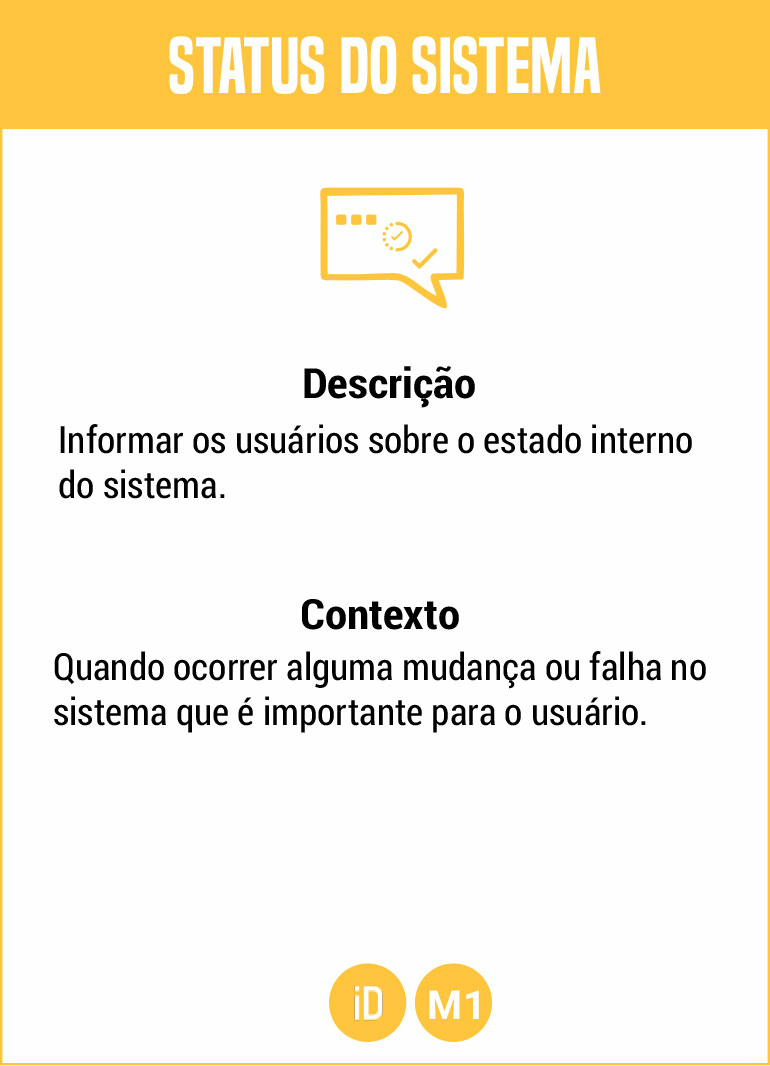 STATUS DO SISTEMA
Descrição
Informar os usuários sobre o estado interno
do sistema.
Contexto
Quando ocorrer alguma mudança ou falha no
sistema que é importante para o usuário.
iD M1